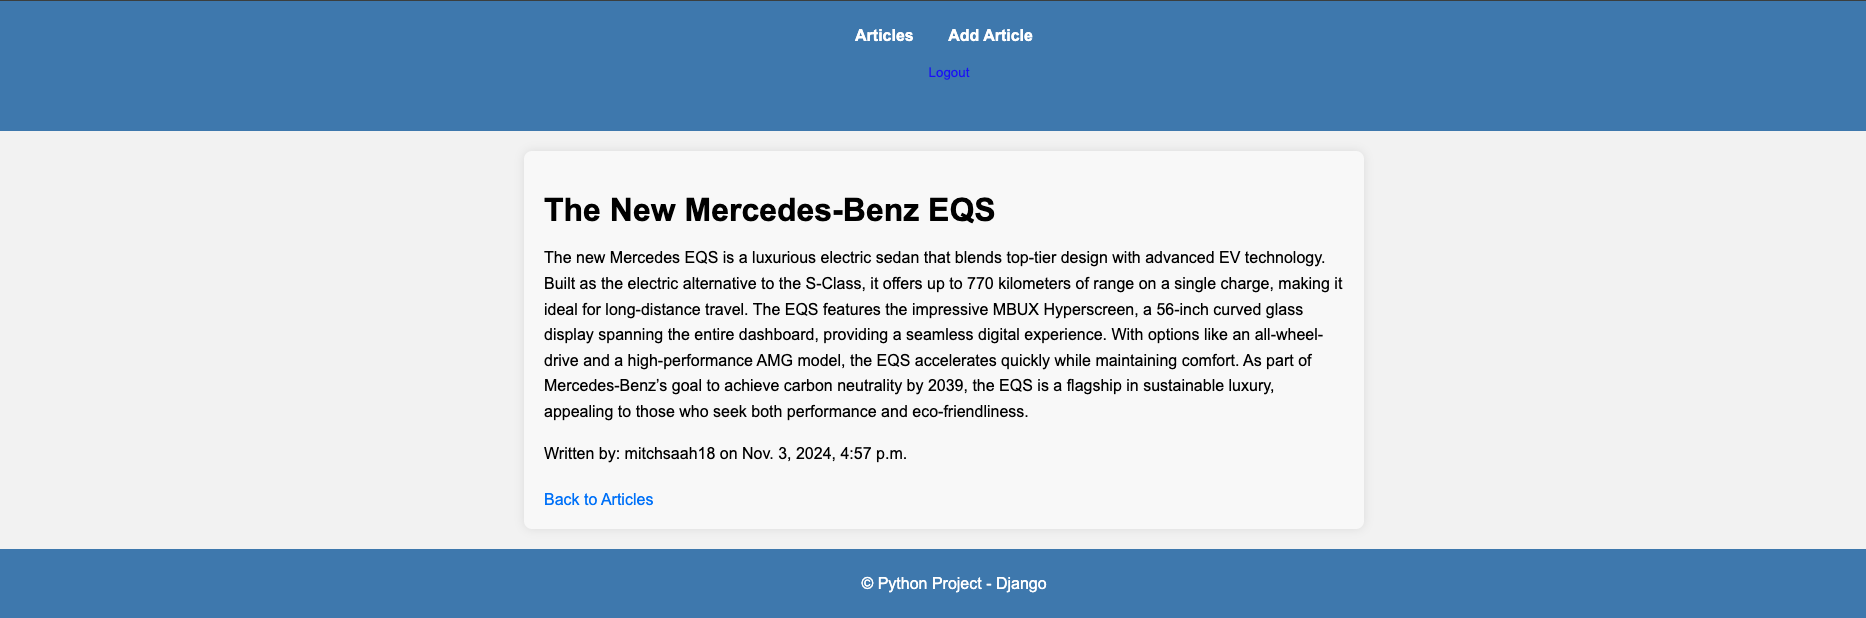 Articles Add Article
Logout
The New Mercedes-Benz EQS
The new Mercedes EQS is a luxurious electric sedan that blends top-tier design with advanced EV technology.
Built as the electric alternative to the S-Class, it offers up to 770 kilometers of range on a single charge, making it
ideal for long-distance travel. The EQS features the impressive MBUX Hyperscreen, a 56-inch curved glass
display spanning the entire dashboard, providing a seamless digital experience. With options like an all-wheel-
drive and a high-performance AMG model, the EQS accelerates quickly while maintaining comfort. As part of
Mercedes-Benz’s goal to achieve carbon neutrality by 2039, the EQS is a flagship in sustainable luxury,
appealing to those who seek both performance and eco-friendliness.
Written by: mitchsaah18 on Nov. 3, 2024, 4:57 p.m.
Back to Articles
© Python Project - Django